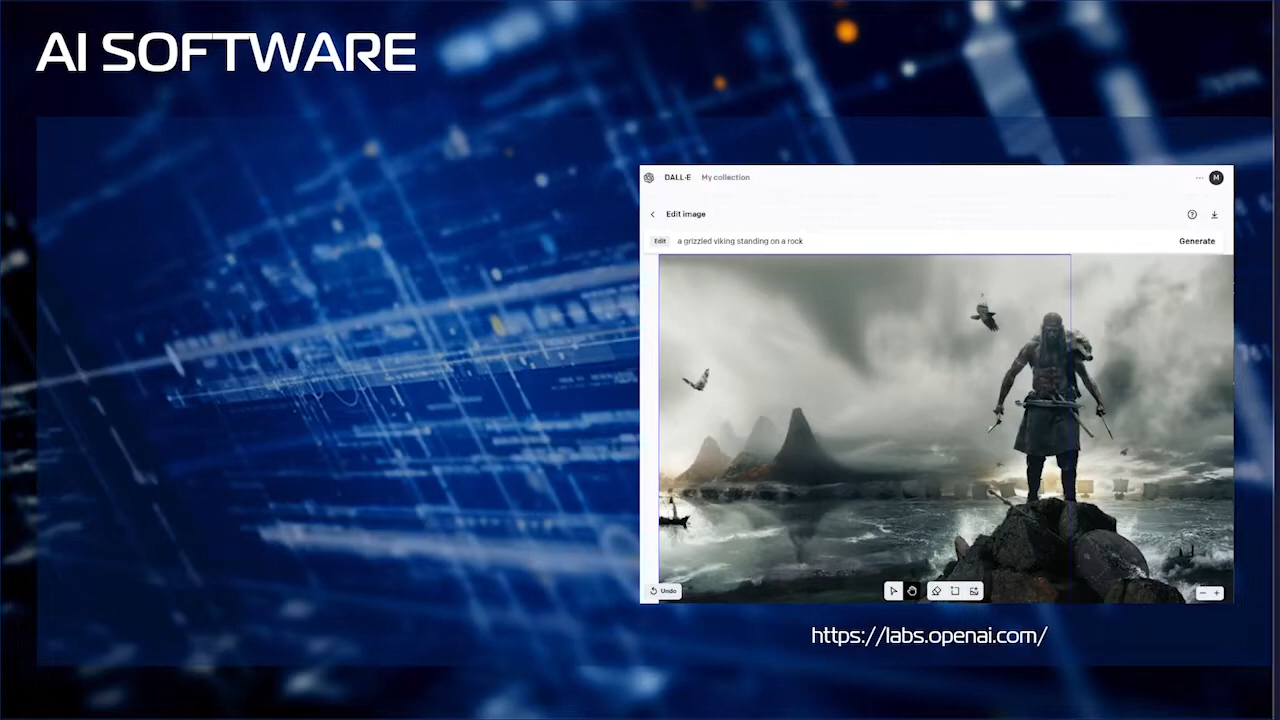 AI SOFTWARE
DALL·E My collection
··· M
Edit image
Edit a grizzled viking standing on a rock Generate
Undo
https://labs.openai.com/